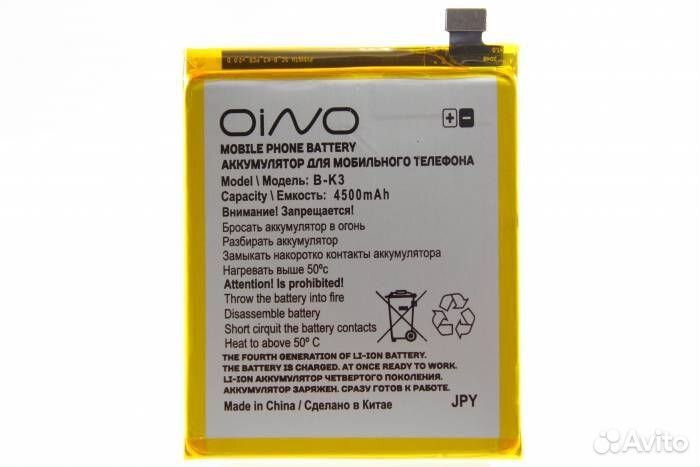 OINO
MOBILE PHONE BATTERY
АККУМУЛЯТОР ДЛЯ МОБИЛЬНОГО ТЕЛЕФОНА
Model \ Модель: B-K3
Capacity \ Емкость: 4500mAh
Внимание! Запрещается!
Бросать аккумулятор в огонь
Разбирать аккумулятор
Замыкать накоротко контакты аккумулятора
Нагревать выше 50ºc
Attention! Is prohibited!
Throw the battery into fire
Disassemble battery
Short cirquit the battery contacts
Heat to above 50º C
THE FOURTH GENERATION OF LI-ION BATTERY.
THE BATTERY IS CHARGED. AT ONCE READY TO WORK.
LI-ION АККУМУЛЯТОР ЧЕТВЕРТОГО ПОКОЛЕНИЯ.
АККУМУЛЯТОР ЗАРЯЖЕН. СРАЗУ ГОТОВ К РАБОТЕ.
Made in China / Сделано в Китае
JPY
Avito